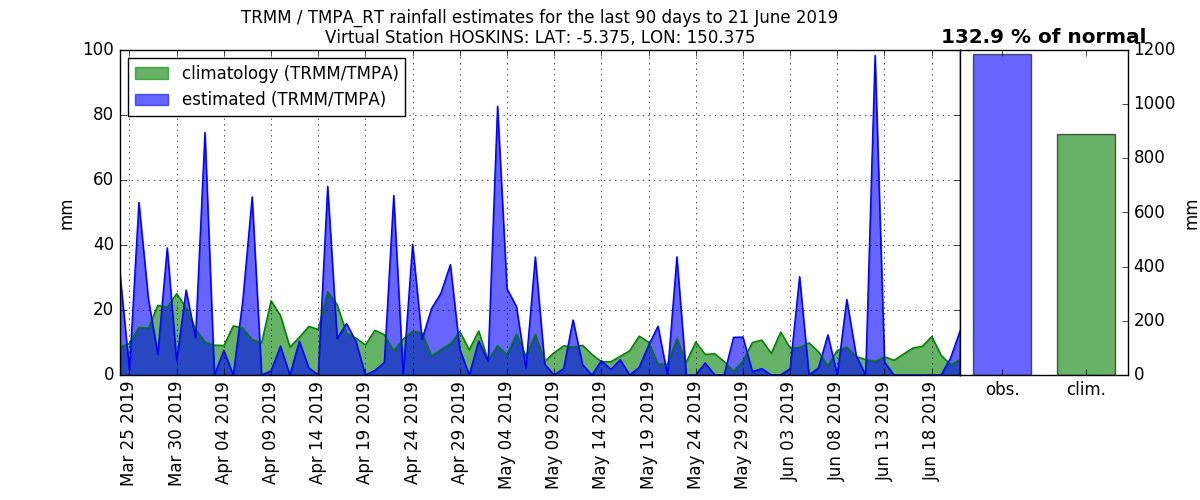 TRMM / TMPA_RT rainfall estimates for the last 90 days to 21 June 2019
Virtual Station HOSKINS: LAT: -5.375, LON: 150.375
132.9 % of normal
climatology (TRMM/TMPA)
estimated (TRMM/TMPA)
100
80
60
40
20
0
mm
1200
1000
800
600
400
200
0
mm
Mar 25 2019
Mar 30 2019
Apr 04 2019
Apr 09 2019
Apr 14 2019
Apr 19 2019
Apr 24 2019
Apr 29 2019
May 04 2019
May 09 2019
May 14 2019
May 19 2019
May 24 2019
May 29 2019
Jun 03 2019
Jun 08 2019
Jun 13 2019
Jun 18 2019
obs.
clim.